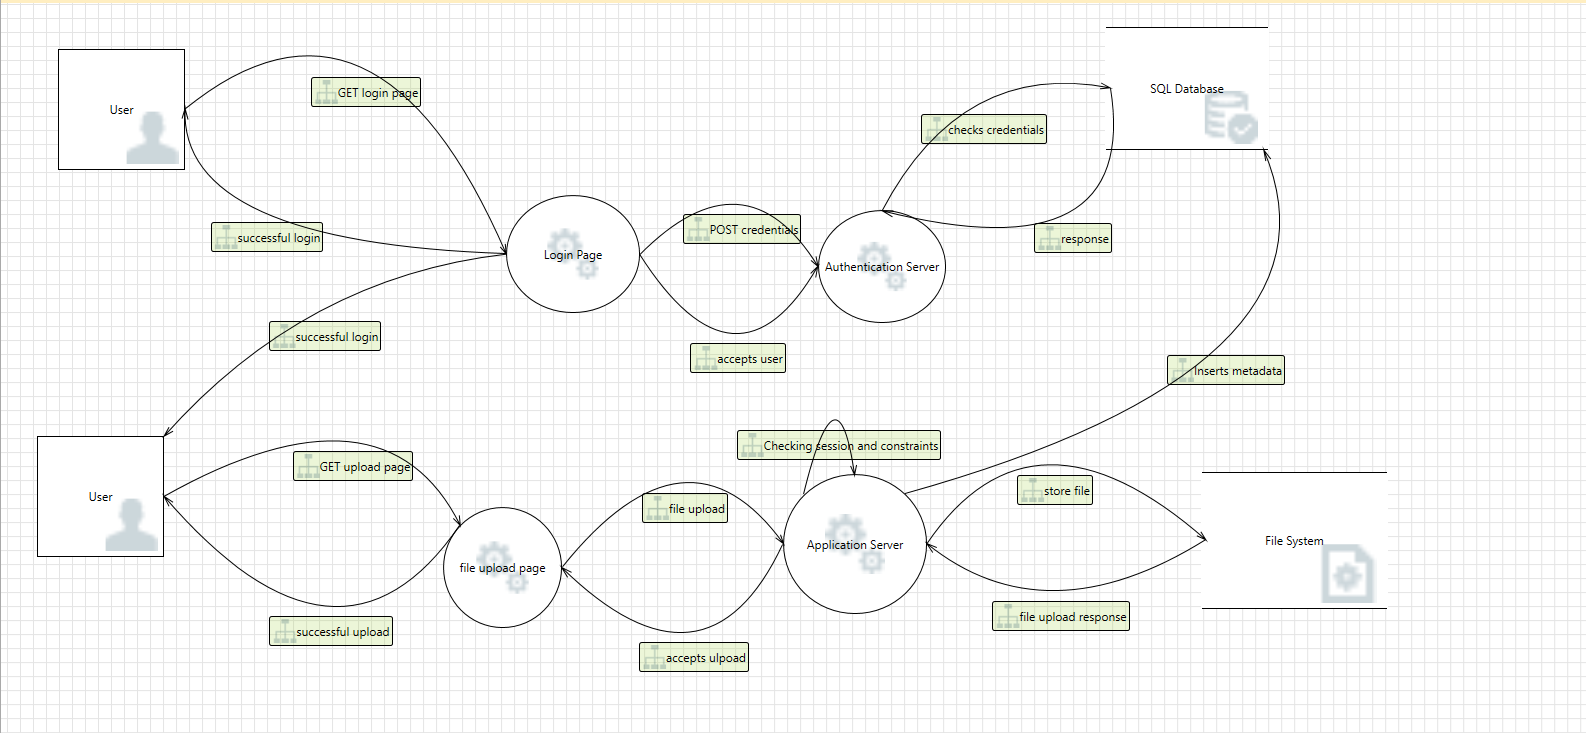 User
GET login page
successful login
Login Page
POST credentials
accepts user
Authentication Server
checks credentials
response
SQL Database
successful login
Inserts metadata
User
GET upload page
successful upload
file upload page
file upload
accepts ulpoad
Checking session and constraints
Application Server
store file
file upload response
File System